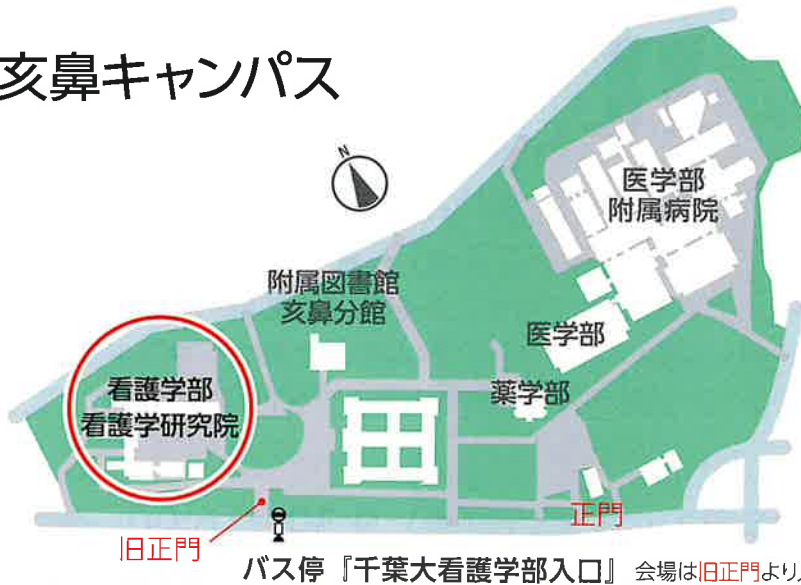 亥鼻キャンパス
N
医学部
附属病院
附属図書館
亥鼻分館
医学部
薬学部
看護学部
看護学研究院
正門
旧正門
バス停『千葉大看護学部入口』 会場は旧正門より